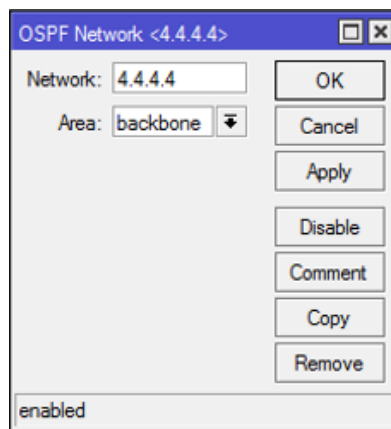 OSPF Network <4.4.4.4>
Network: 4.4.4.4
OK
Area: backbone
Cancel
Apply
Disable
Comment
Copy
Remove
enabled